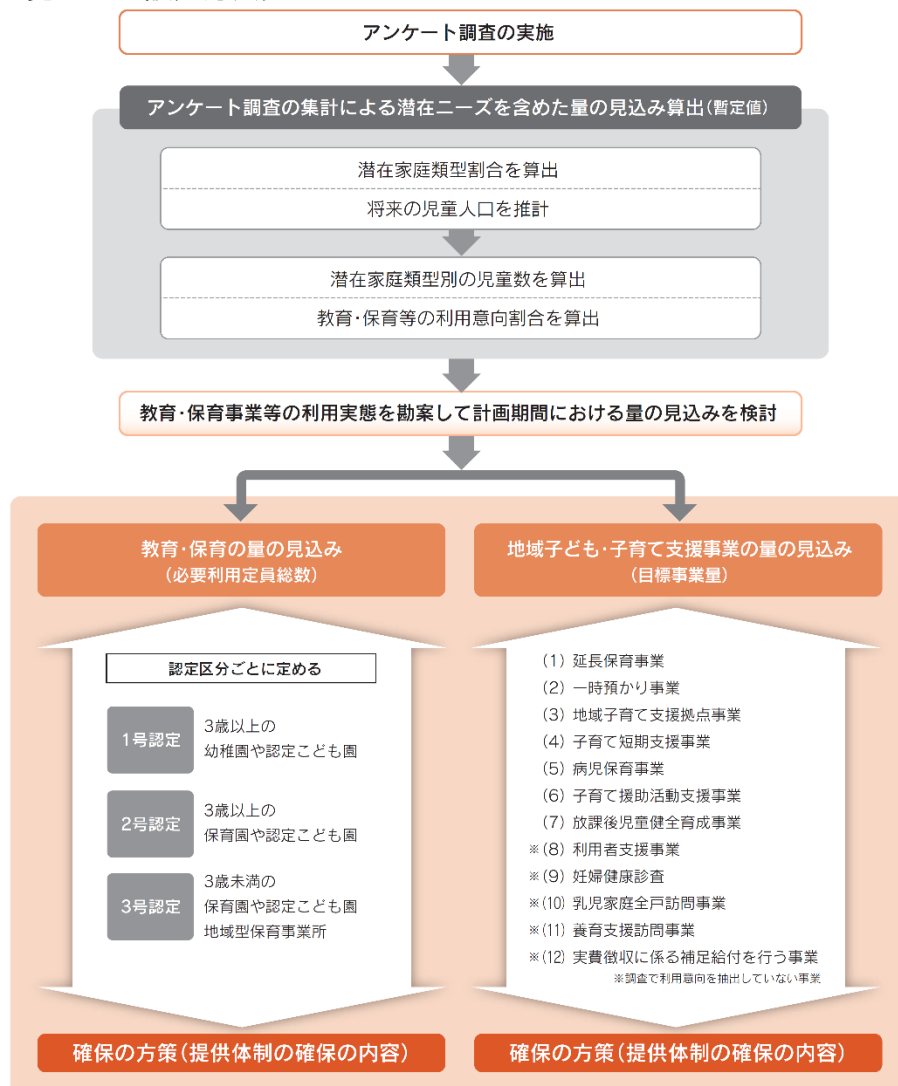 アンケート調査の実施
アンケート調査の集計による潜在ニーズを含めた量の見込み算出(暫定値)
潜在家庭類型割合を算出
将来の児童人口を推計
潜在家庭類型別の児童数を算出
教育・保育等の利用意向割合を算出
教育・保育事業等の利用実態を勘案して計画期間における量の見込みを検討
教育・保育の量の見込み
(必要利用定員総数)
認定区分ごとに定める
1号認定
3歳以上の
幼稚園や認定こども園
2号認定
3歳以上の
保育園や認定こども園
3号認定
3歳未満の
保育園や認定こども園
地域型保育事業所
確保の方策(提供体制の確保の内容)
地域子ども・子育て支援事業の量の見込み
(目標事業量)
(1) 延長保育事業
(2) 一時預かり事業
(3) 地域子育て支援拠点事業
(4) 子育て短期支援事業
(5) 病児保育事業
(6) 子育て援助活動支援事業
(7) 放課後児童健全育成事業
※(8) 利用者支援事業
※(9) 妊婦健康診査
※(10) 乳児家庭全戸訪問事業
※(11) 養育支援訪問事業
※(12) 実費徴収に係る補足給付を行う事業
※調査で利用意向を抽出していない事業
確保の方策(提供体制の確保の内容)